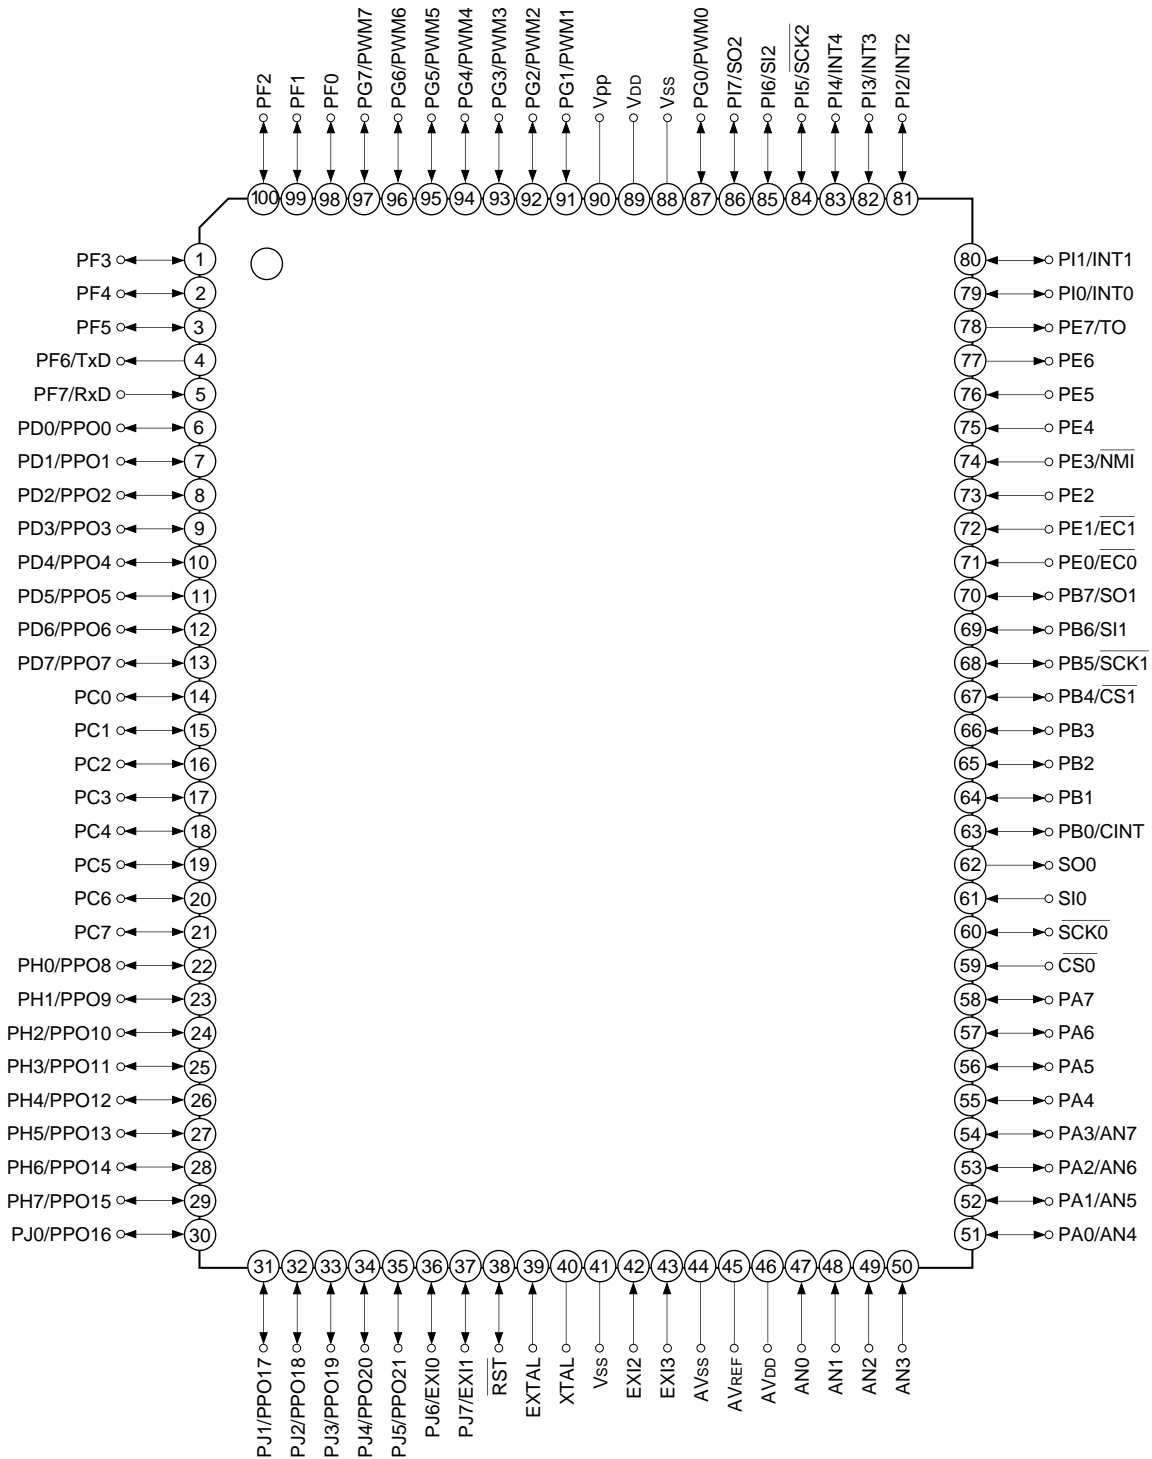 PF2
PF1
PF0
PG7/PWM7
PG6/PWM6
PG5/PWM5
PG4/PWM4
PG3/PWM3
PG2/PWM2
PG1/PWM1
Vpp
VDD
VSS
PG0/PWM0
PI7/SO2
PI6/SI2
PI5/SCK2
PI4/INT4
PI3/INT3
PI2/INT2
100 99 98 97 96 95 94 93 92 91 90 89 88 87 86 85 84 83 82 81
PF3 1
PF4 2
PF5 3
PF6/TxD 4
PF7/RxD 5
PD0/PPO0 6
PD1/PPO1 7
PD2/PPO2 8
PD3/PPO3 9
PD4/PPO4 10
PD5/PPO5 11
PD6/PPO6 12
PD7/PPO7 13
PC0 14
PC1 15
PC2 16
PC3 17
PC4 18
PC5 19
PC6 20
PC7 21
PH0/PPO8 22
PH1/PPO9 23
PH2/PPO10 24
PH3/PPO11 25
PH4/PPO12 26
PH5/PPO13 27
PH6/PPO14 28
PH7/PPO15 29
PJ0/PPO16 30
80 PI1/INT1
79 PI0/INT0
78 PE7/TO
77 PE6
76 PE5
75 PE4
74 PE3/NMI
73 PE2
72 PE1/EC1
71 PE0/EC0
70 PB7/SO1
69 PB6/SI1
68 PB5/SCK1
67 PB4/CS1
66 PB3
65 PB2
64 PB1
63 PB0/CINT
62 SO0
61 SI0
60 SCK0
59 CS0
58 PA7
57 PA6
56 PA5
55 PA4
54 PA3/AN7
53 PA2/AN6
52 PA1/AN5
51 PA0/AN4
31 32 33 34 35 36 37 38 39 40 41 42 43 44 45 46 47 48 49 50
PJ1/PPO17
PJ2/PPO18
PJ3/PPO19
PJ4/PPO20
PJ5/PPO21
PJ6/EXI0
PJ7/EXI1
RST
EXTAL
XTAL
VSS
EXI2
EXI3
AVSS
AVREF
AVDD
AN0
AN1
AN2
AN3